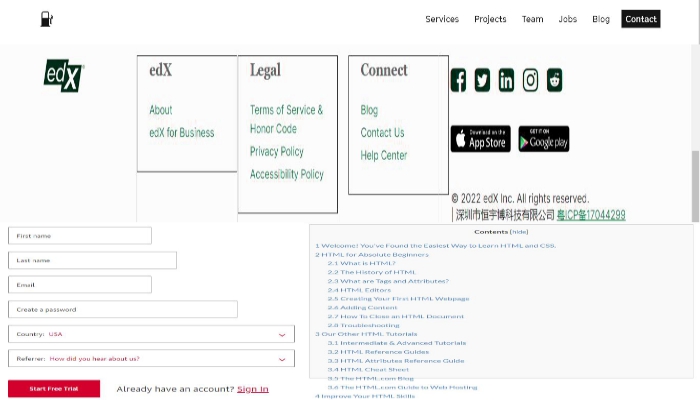 Services Projects Team Jobs Blog Contact
edX
edX
About
edX for Business
Legal
Terms of Service &
Honor Code
Privacy Policy
Accessibility Policy
Connect
Blog
Contact Us
Help Center
Download on the
App Store
GET IT ON
Google play
© 2022 edX Inc. All rights reserved.
| 深圳市恒宇博科技有限公司 粤ICP备17044299
First name
Last name
Email
Create a password
Country: USA
Referrer: How did you hear about us?
Start Free Trial
Already have an account? Sign In
Contents [hide]
1 Welcome! You've Found the Easiest Way to Learn HTML and CSS.
2 HTML for Absolute Beginners
2.1 What is HTML?
2.2 The History of HTML
2.3 What are Tags and Attributes?
2.4 HTML Editors
2.5 Creating Your First HTML Webpage
2.6 Adding Content
2.7 How To Close an HTML Document
2.8 Troubleshooting
3 Our Other HTML Tutorials
3.1 Intermediate & Advanced Tutorials
3.2 HTML Reference Guides
3.3 HTML Attributes Reference Guide
3.4 HTML Cheat Sheet
3.5 The HTML.com Blog
3.6 The HTML.com Guide to Web Hosting
4 Improve Your HTML Skills